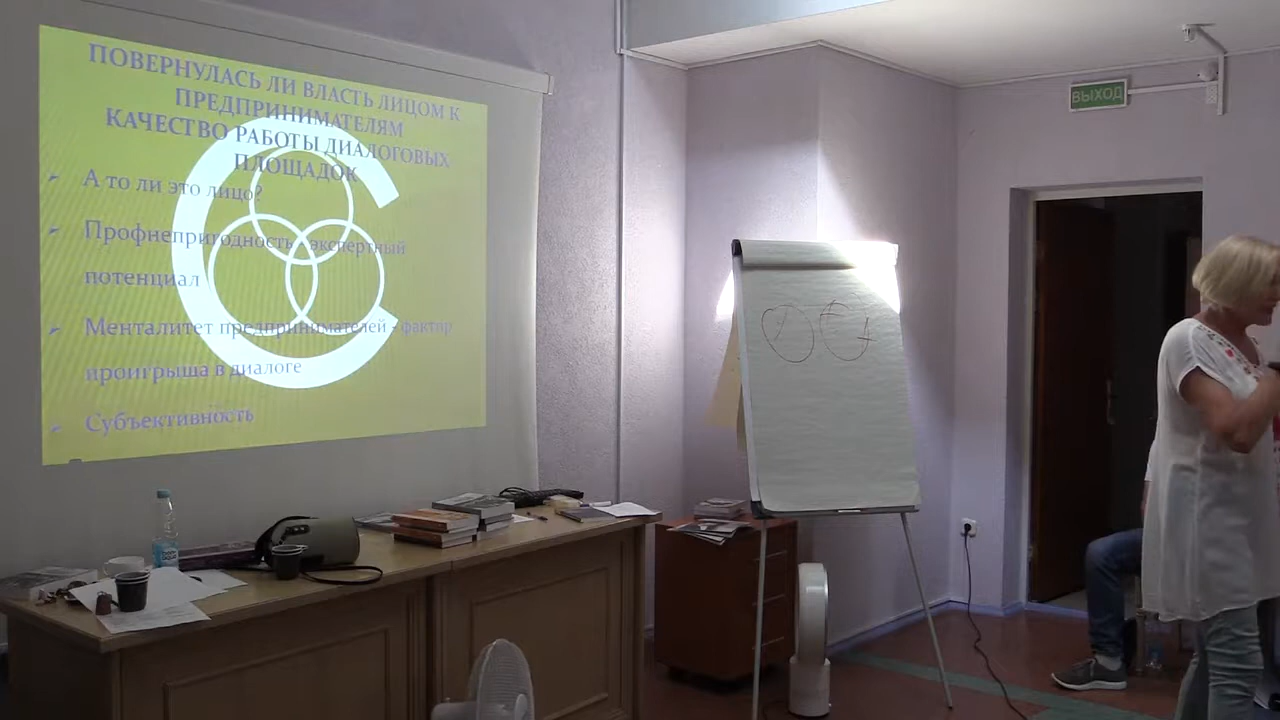 ПОВЕРНУЛАСЬ ЛИ ВЛАСТЬ ЛИЦОМ К
ПРЕДПРИНИМАТЕЛЯМ
КАЧЕСТВО РАБОТЫ ДИАЛОГОВЫХ
ПЛОЩАДОК
А то ли это лицо?
Профнепригодность, экспертный
потенциал
Менталитет предпринимателей - фактор
проигрыша в диалоге
Субъективность
ВЫХОД